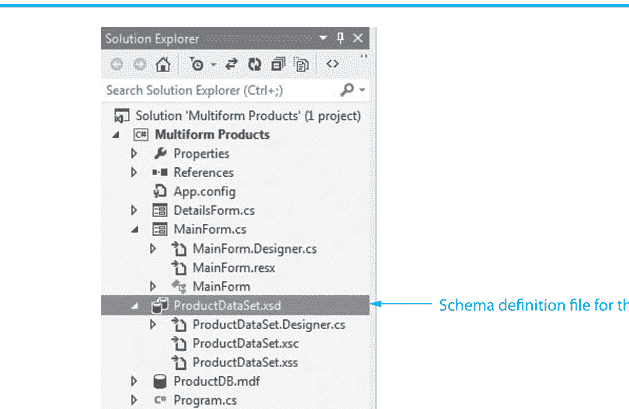 Solution Explorer
Search Solution Explorer (Ctrl+;)
Solution 'Multiform Products' (1 project)
C# Multiform Products
Properties
References
App.config
DetailsForm.cs
MainForm.cs
MainForm.Designer.cs
MainForm.resx
MainForm
ProductDataSet.xsd
Schema definition file for th
ProductDataSet.Designer.cs
ProductDataSet.xsc
ProductDataSet.xss
ProductDB.mdf
C# Program.cs